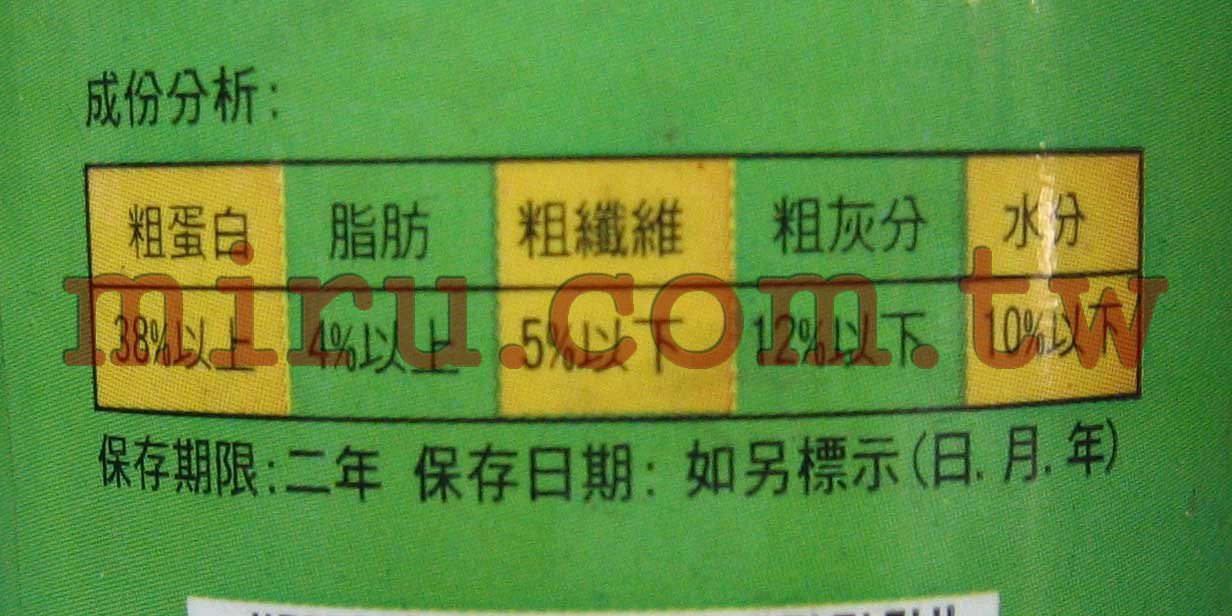 成份分析：
粗蛋白 脂肪 粗纖維 粗灰分 水分
38%以上 4%以上 5%以下 12%以下 10%以下
miru.com.tw
保存期限：二年 保存日期：如另標示(日.月.年)